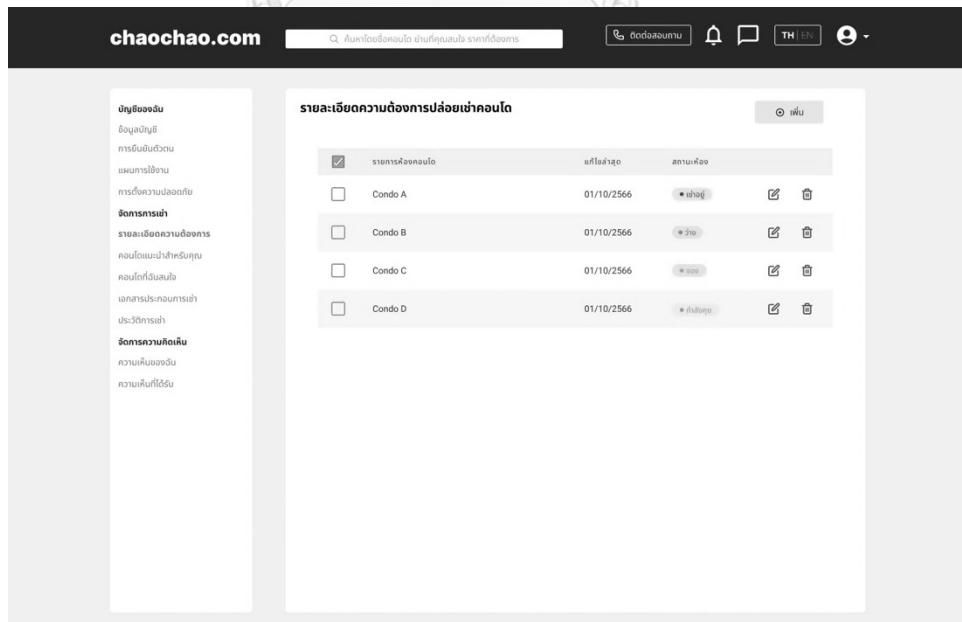 chaochao.com
ค้นหาโดยชื่อคอนโด ย่านที่คุณสนใจ ราคาที่ต้องการ
ติดต่อสอบถาม
TH | EN
บัญชีของฉัน
ข้อมูลบัญชี
การยืนยันตัวตน
แผนการใช้งาน
การตั้งความปลอดภัย
จัดการการเช่า
รายละเอียดความต้องการ
คอนโดแนะนำสำหรับคุณ
คอนโดที่ฉันสนใจ
เอกสารประกอบการเช่า
ประวัติการเช่า
จัดการความคิดเห็น
ความเห็นของฉัน
ความเห็นที่ได้รับ
รายละเอียดความต้องการปล่อยเช่าคอนโด
เพิ่ม
รายการห้องคอนโด แก้ไขล่าสุด สถานะห้อง
Condo A 01/10/2566 เช่าอยู่
Condo B 01/10/2566 ว่าง
Condo C 01/10/2566 จอง
Condo D 01/10/2566 กำลังคุย